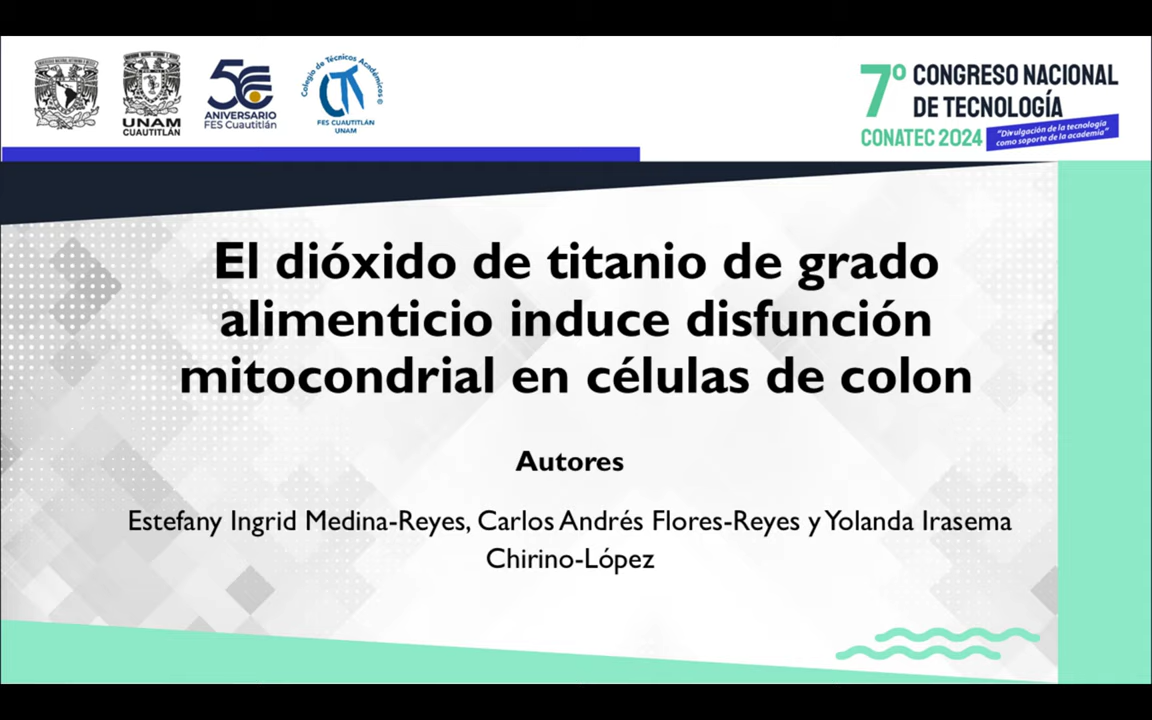 UNAM
CUAUTITLÁN
50
ANIVERSARIO
FES Cuautitlán
Colegio de Técnicos Académicos ®
CTA
FES CUAUTITLÁN
UNAM
7º CONGRESO NACIONAL
DE TECNOLOGÍA
CONATEC 2024
"Divulgación de la tecnología
como soporte de la academia"
El dióxido de titanio de grado
alimenticio induce disfunción
mitocondrial en células de colon
Autores
Estefany Ingrid Medina-Reyes, Carlos Andrés Flores-Reyes y Yolanda Irasema
Chirino-López